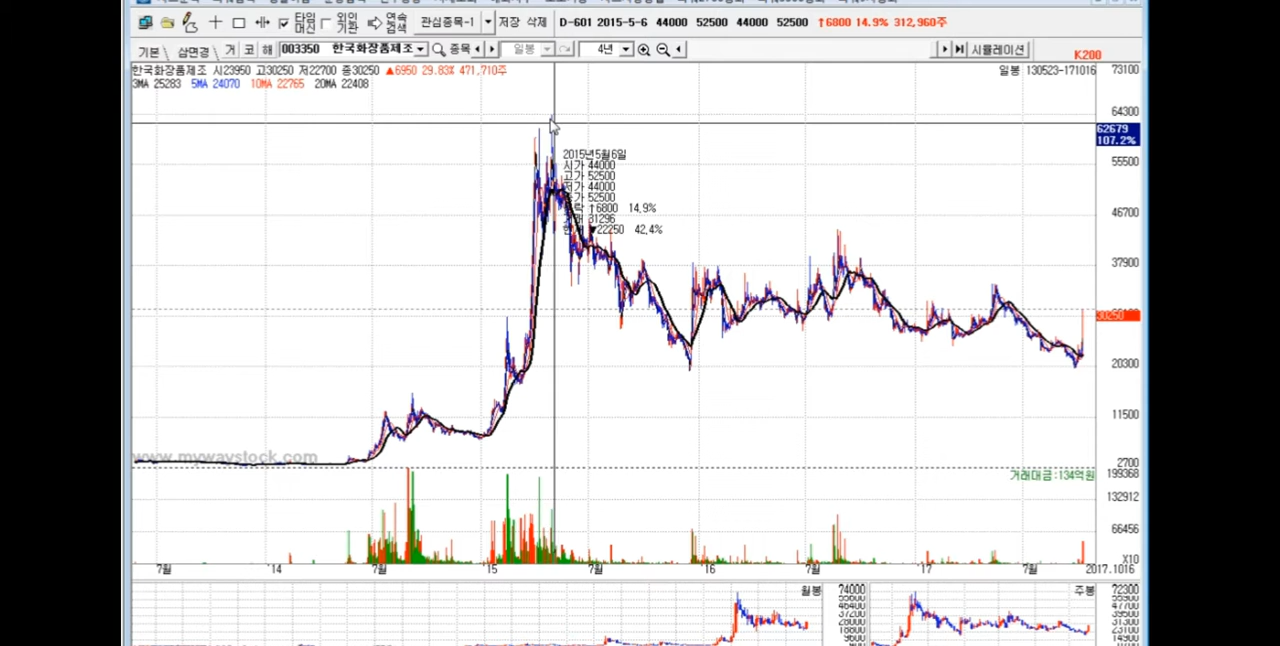 타임머신 외인기관 연속검색 관심종목-1 저장 삭제 D-601 2015-5-6 44000 52500 44000 52500 ↑6800 14.9% 312,960주
기본 삼면경 거 코 해 003350 한국화장품제조 종목 일봉 4년 시뮬레이션 K200
한국화장품제조 시23950 고30250 저22700 종30250 ▲6950 29.83% 471,710주 일봉 130523-171016 73100
3MA 25283 5MA 24070 10MA 22765 20MA 22408
64300
62679
107.2%
2015년5월6일
55500
시가 44000
고가 52500
저가 44000
52500
↑6800 14.9%
46700
31296
▼22250 42.4%
37900
30250
20300
11500
www.mywaystock.com
2700
199368
거래대금:134억원
132912
66456
X10
7월 '14 7월 '15 7월 '16 7월 '17 7월 2017.1016
월봉 74000 주봉 72300